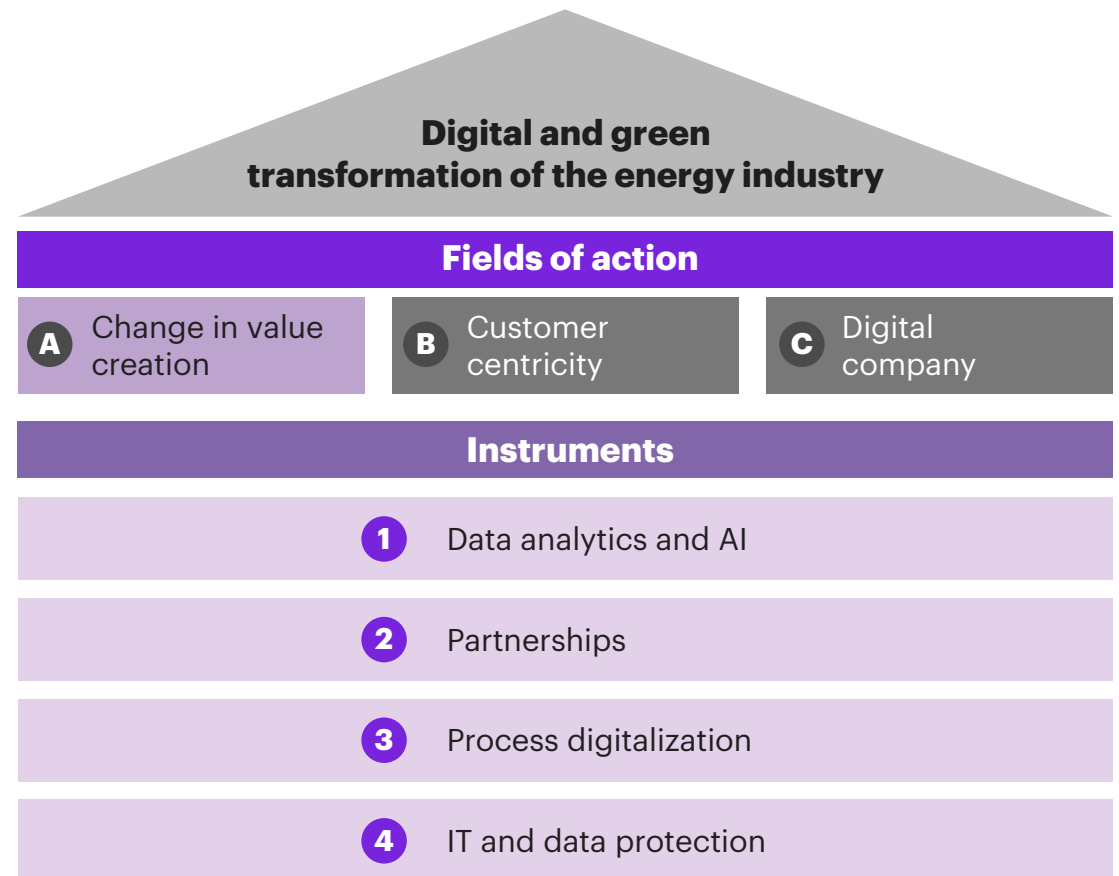 Digital and green
transformation of the energy industry
Fields of action
A Change in value
creation
B Customer
centricity
C Digital
company
Instruments
1 Data analytics and AI
2 Partnerships
3 Process digitalization
4 IT and data protection